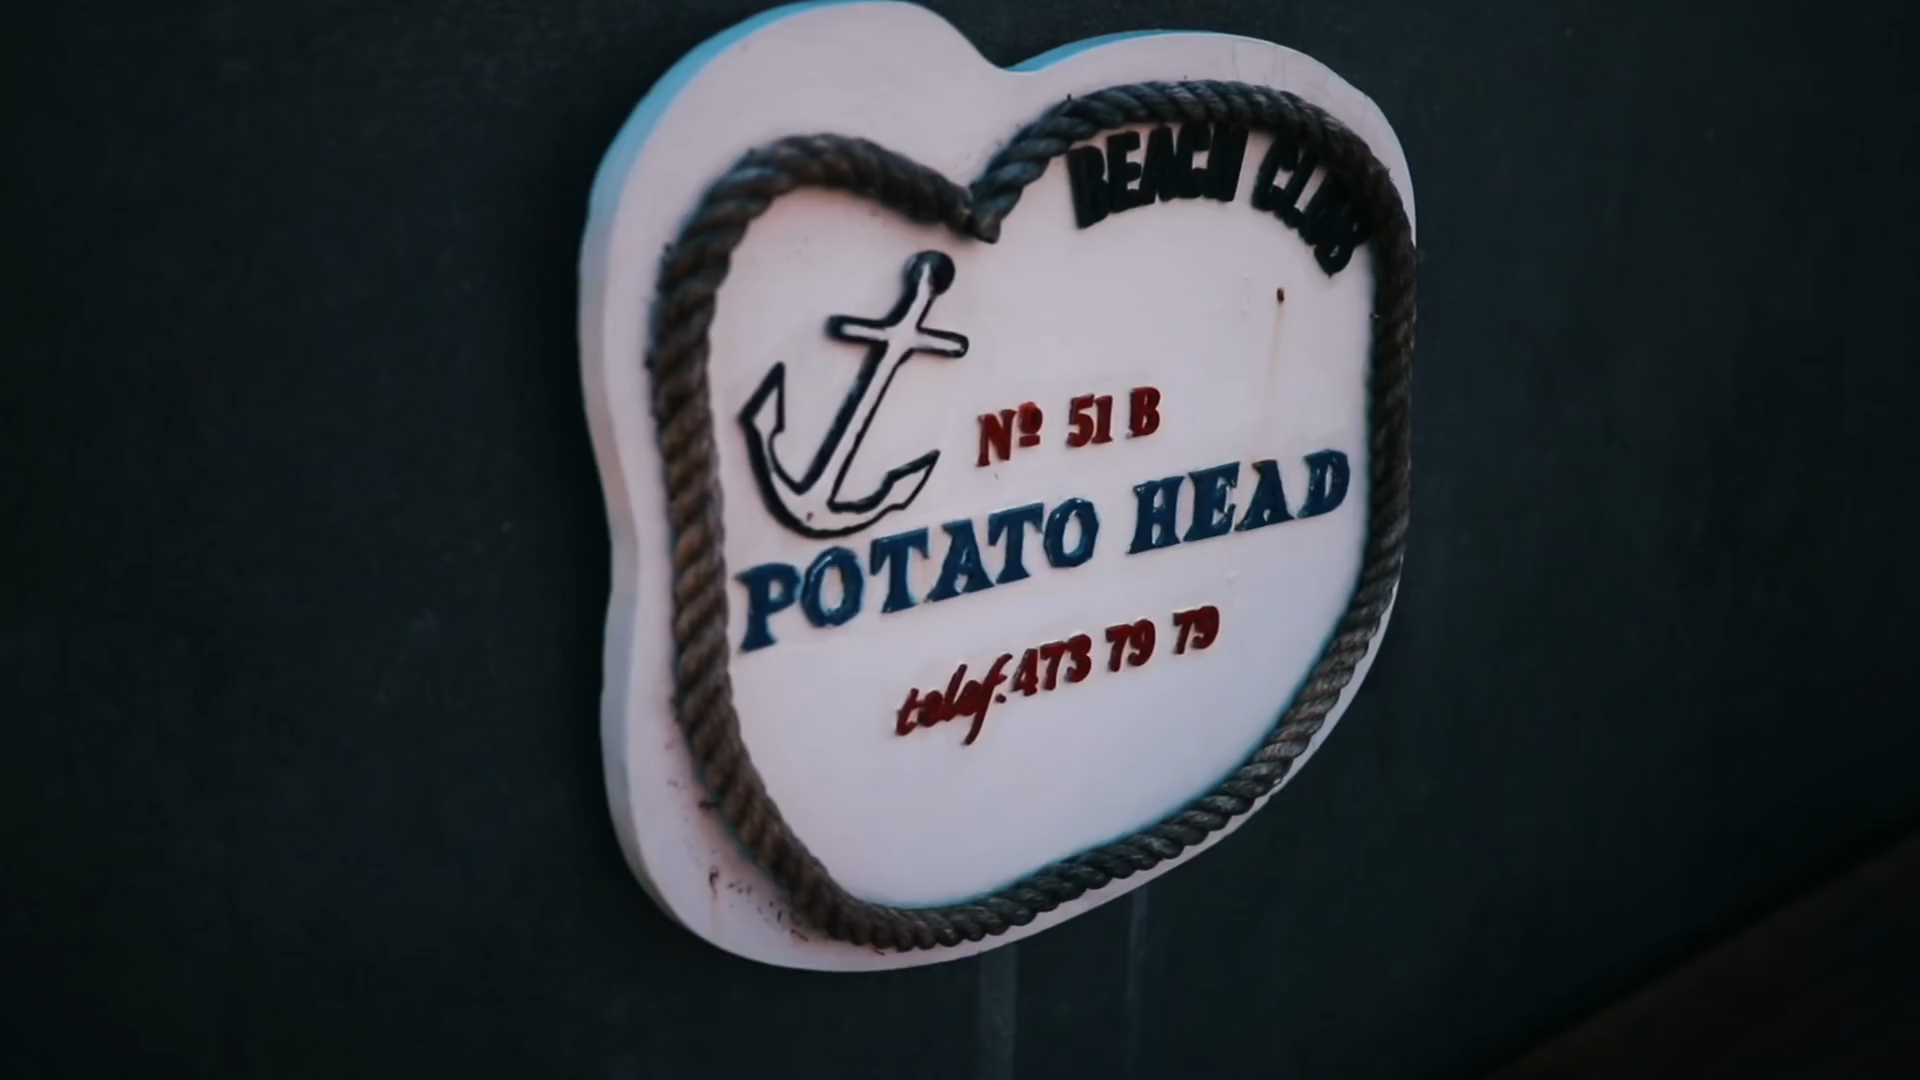 BEACH CLUB
Nº 51 B
POTATO HEAD
telef. 473 79 79